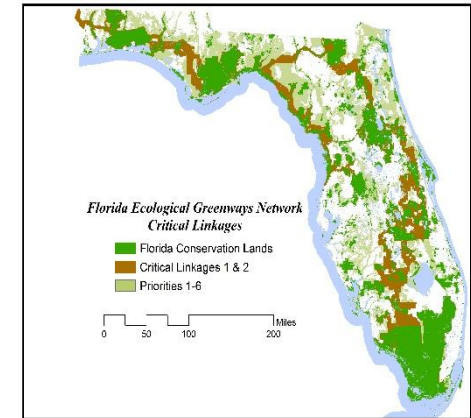 Florida Ecological Greenways Network
Critical Linkages
Florida Conservation Lands
Critical Linkages 1 & 2
Priorities 1-6
Miles
0 50 100 200